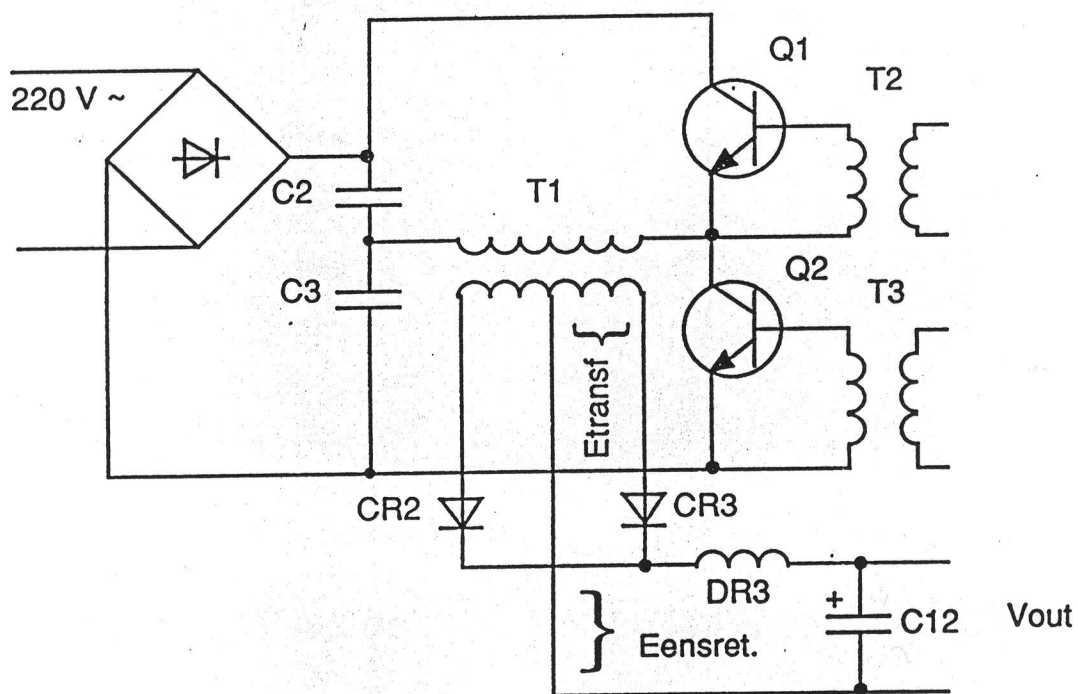 Q1
T2
220 V ~
C2
T1
C3
Q2
T3
Etransf
CR2
CR3
DR3
+
C12
Vout
Eensret.